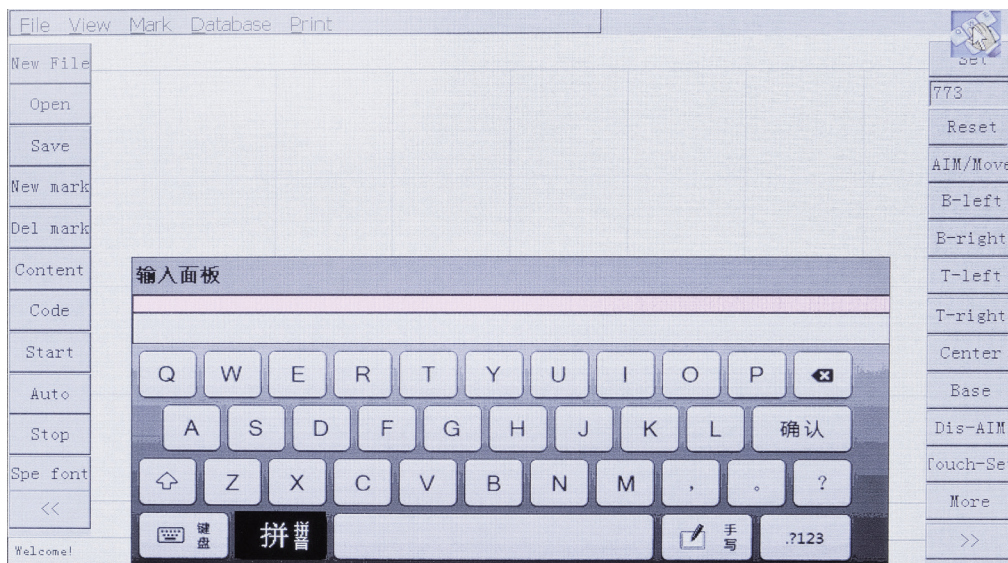 File View Mark Database Print
New File
Open
Save
New mark
Del mark
Content
Code
Start
Auto
Stop
Spe font
<<
Welcome!
Set
773
Reset
AIM/Move
B-left
B-right
T-left
T-right
Center
Base
Dis-AIM
Touch-Se
More
>>
输入面板
Q W E R T Y U I O P
A S D F G H J K L 确认
Z X C V B N M , 。 ?
键盘 拼 拼音 手写 .?123